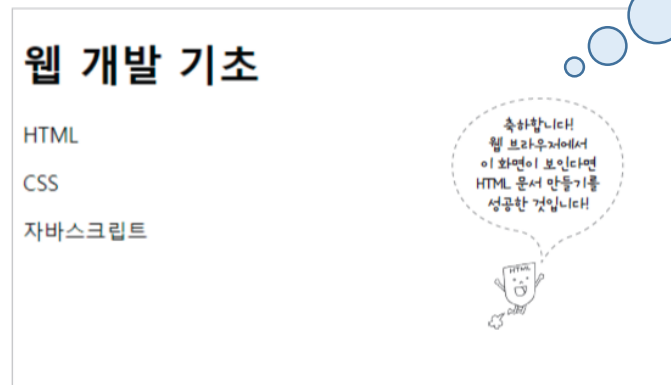 웹 개발 기초
HTML
CSS
자바스크립트
축하합니다!
웹 브라우저에서
이 화면이 보인다면
HTML 문서 만들기를
성공한 것입니다!
HTML